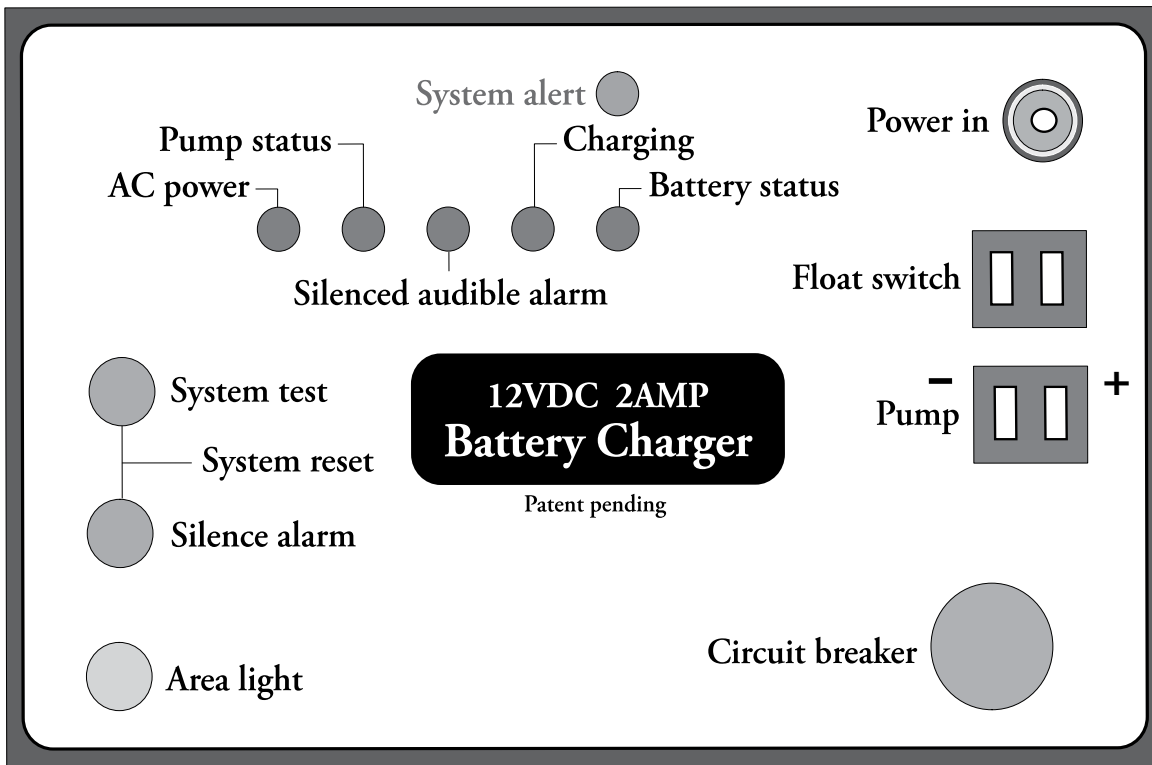 System alert
Power in
Pump status
Charging
AC power
Battery status
Silenced audible alarm
Float switch
System test
12VDC 2AMP
Battery Charger
– +
Pump
System reset
Patent pending
Silence alarm
Circuit breaker
Area light